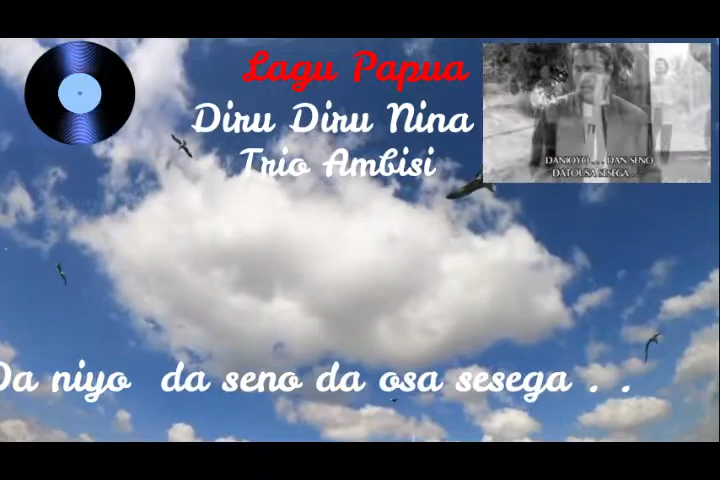 Lagu Papua
Diru Diru Nina
Trio Ambisi
DANIOYO . . . DAN SENO
DATOUSA SESEGA . . .
Da niyo da seno da osa sesega . .